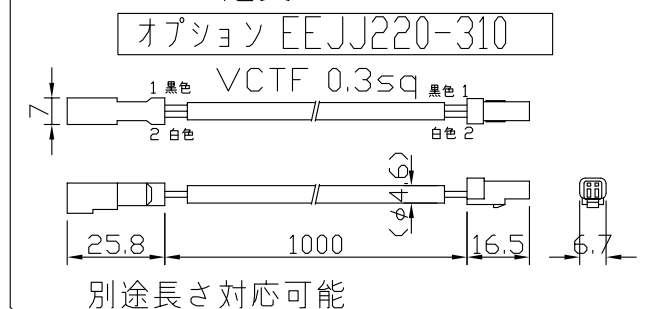 オプション EEJJ220-310
VCTF 0.3sq
1 黒色
黒色 1
7
2 白色
白色 2
(φ4.6)
25.8
1000
16.5
6.7
別途長さ対応可能